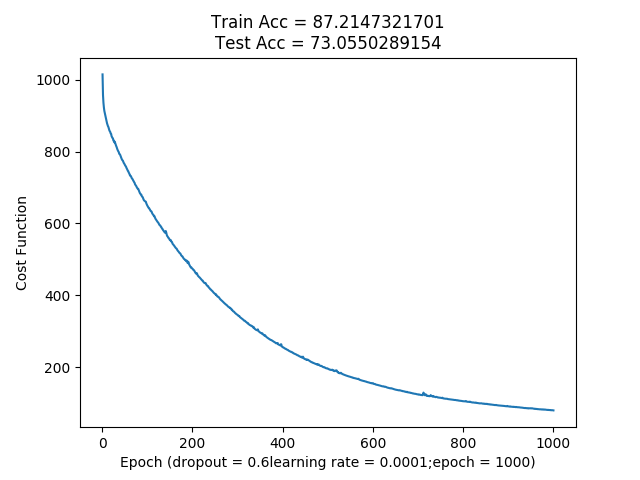 Train Acc = 87.2147321701
Test Acc = 73.0550289154
1000
800
600
400
200
Cost Function
0 200 400 600 800 1000
Epoch (dropout = 0.6learning rate = 0.0001;epoch = 1000)